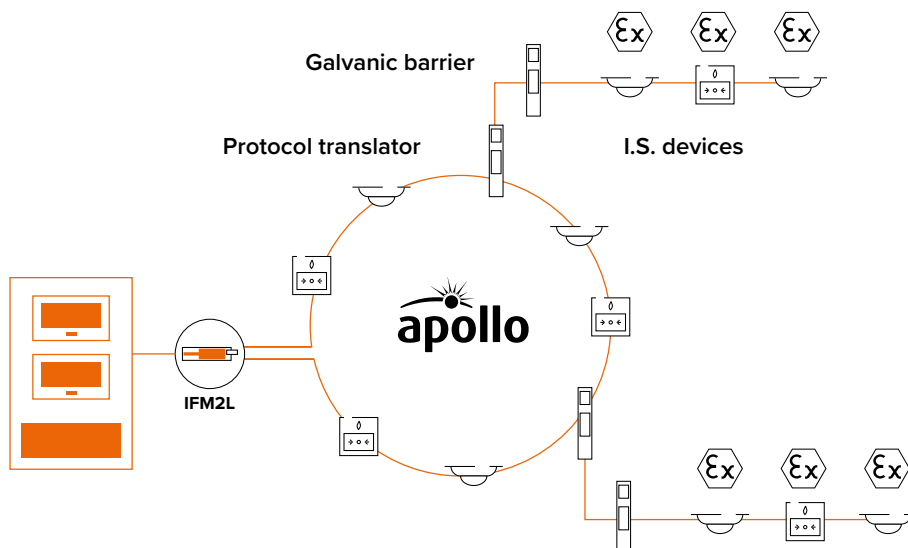 Ex Ex Ex
Galvanic barrier
Protocol translator
I.S. devices
apollo
IFM2L
Ex Ex Ex